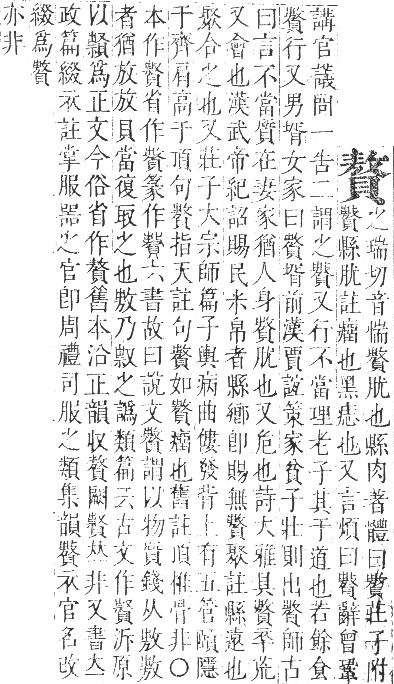 贅
之瑞切音惴贅肬也縣肉著體曰贅莊子附
贅縣肬註瘤也黑痣也又言煩曰贅辭曾鞏
講官議問一告二謂之贅又行不當理老子其于道也若餘食
贅行又男壻女家曰贅壻前漢賈誼策家貧子壯則出贅師古
曰言不當在妻家猶人身贅肬也又危也詩大雅具贅卒荒
又會也漢武帝紀詔賜民米帛者縣鄉卽賜無贅聚註縣遠也
聚合之也又莊子大宗師篇子輿病曲僂發背上有五管頤隱
于齊肩高于頂句贅指天註句贅如贅瘤也舊註項椎骨非〇
本作贅省作贅篆作六書故曰說文贅謂以物質錢从敖敖
者猶放放貝當復取之也敖乃之譌類篇云古文作泝原
以爲正文今俗省作贅舊本沿正韻收贅闕贅𠀤非又書立
政篇綴衣註掌服器之官卽周禮司服之類集韻贅衣官名改
綴爲贅
亦非